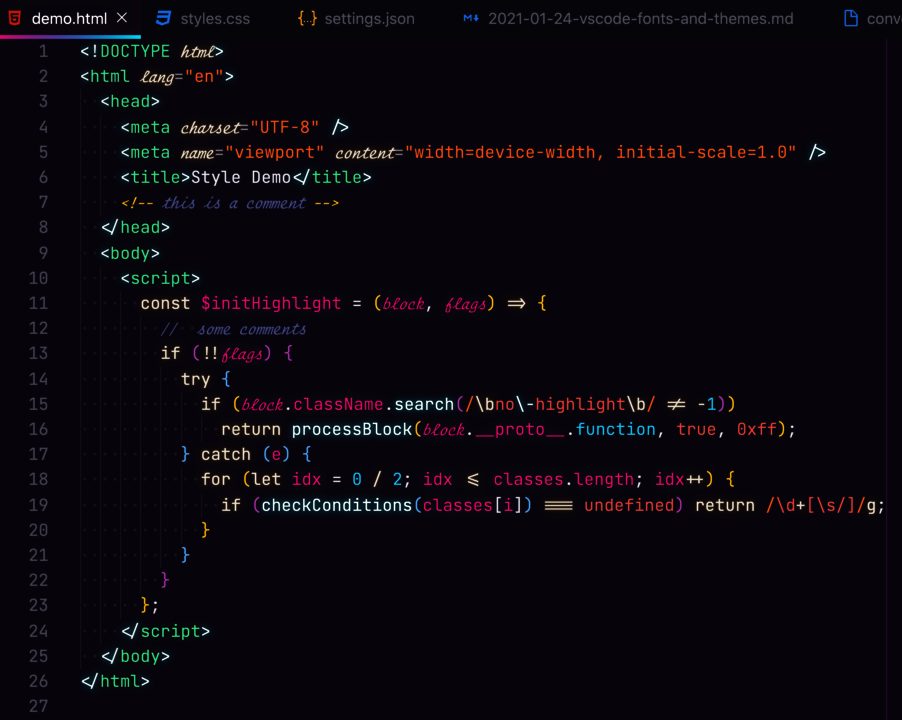 demo.html × styles.css {..} settings.json 2021-01-24-vscode-fonts-and-themes.md conv
1 <!DOCTYPE html>
2 <html lang="en">
3 <head>
4 <meta charset="UTF-8" />
5 <meta name="viewport" content="width=device-width, initial-scale=1.0" />
6 <title>Style Demo</title>
7 <!-- this is a comment -->
8 </head>
9 <body>
10 <script>
11 const $initHighlight = (block, flags) => {
12 // some comments
13 if (!!flags) {
14 try {
15 if (block.className.search(/\bno\-highlight\b/ != -1))
16 return processBlock(block.__proto__.function, true, 0xff);
17 } catch (e) {
18 for (let idx = 0 / 2; idx <= classes.length; idx++) {
19 if (checkConditions(classes[i]) === undefined) return /\d+[\s/]/g;
20 }
21 }
22 }
23 };
24 </script>
25 </body>
26 </html>
27